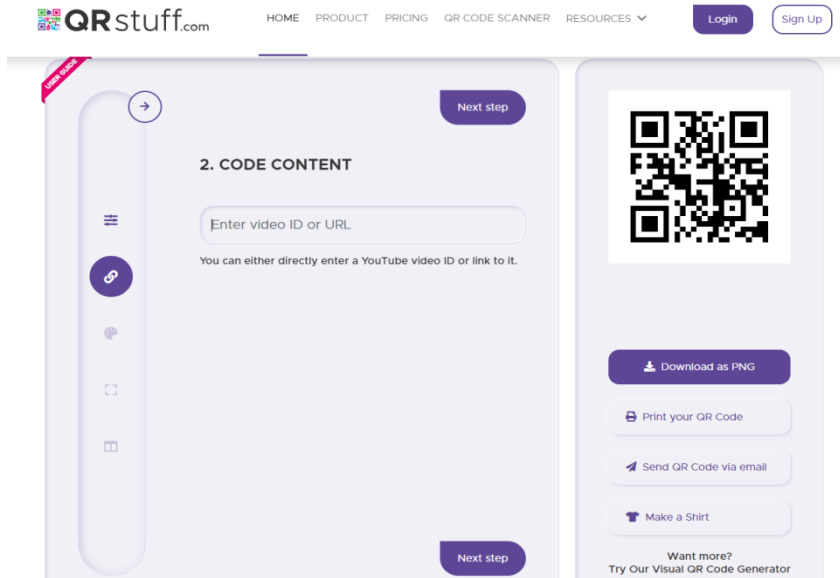 QRstuff.com
HOME PRODUCT PRICING QR CODE SCANNER RESOURCES Login Sign Up
USER GUIDE
Next step
2. CODE CONTENT
Enter video ID or URL
You can either directly enter a YouTube video ID or link to it.
Next step
Download as PNG
Print your QR Code
Send QR Code via email
Make a Shirt
Want more?
Try Our Visual QR Code Generator